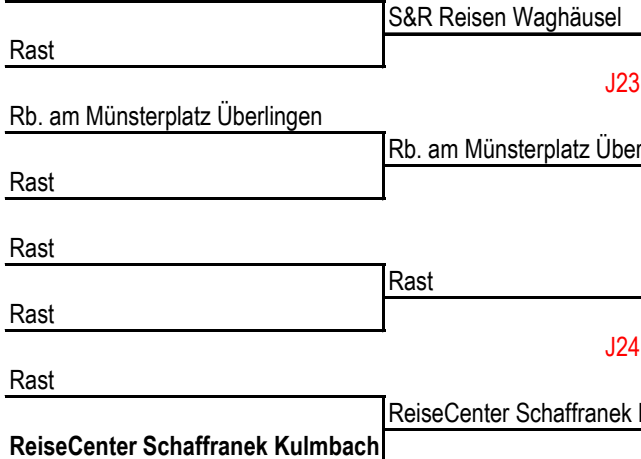 S&R Reisen Waghäusel
Rast
J23
Rb. am Münsterplatz Überlingen
Rb. am Münsterplatz Über
Rast
Rast
Rast
Rast
J24
Rast
ReiseCenter Schaffranek
ReiseCenter Schaffranek Kulmbach